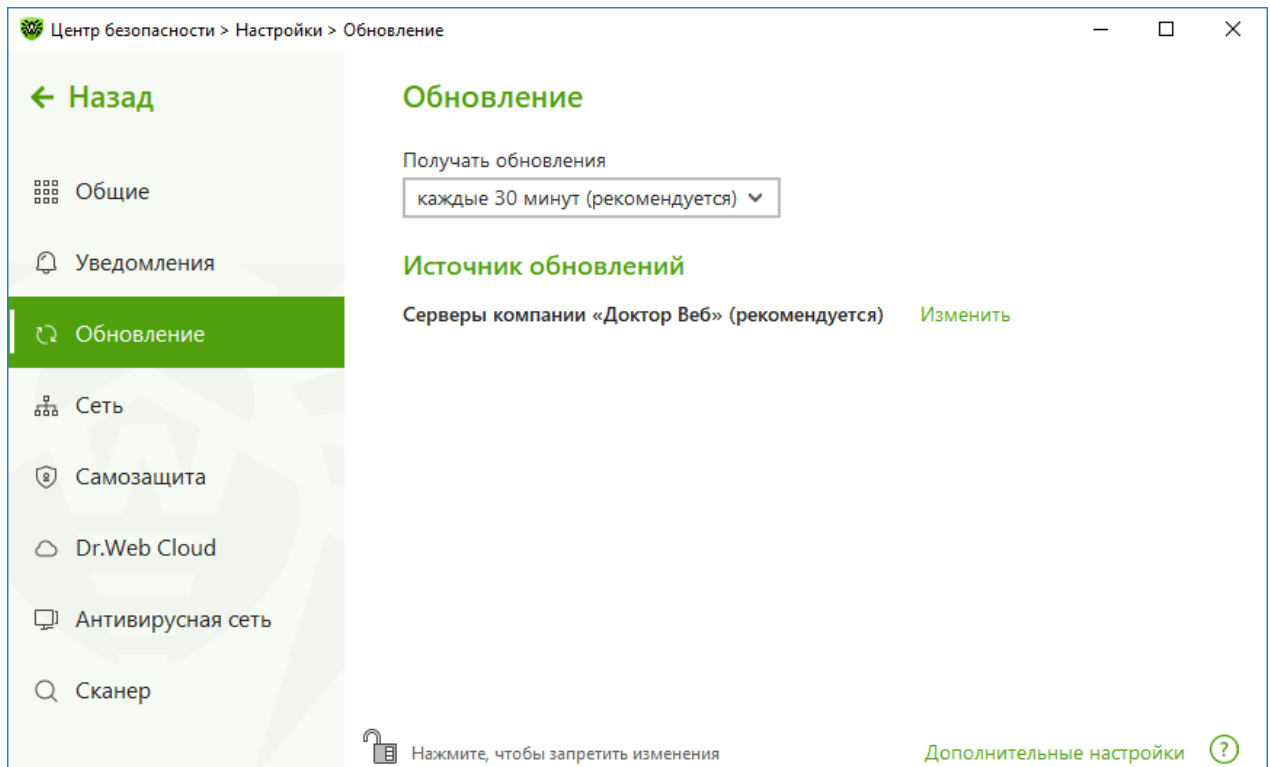 Центр безопасности > Настройки > Обновление
Назад
Общие
Уведомления
Обновление
Сеть
Самозащита
Dr.Web Cloud
Антивирусная сеть
Сканер
Обновление
Получать обновления
каждые 30 минут (рекомендуется)
Источник обновлений
Серверы компании «Доктор Веб» (рекомендуется) Изменить
Нажмите, чтобы запретить изменения
Дополнительные настройки ?